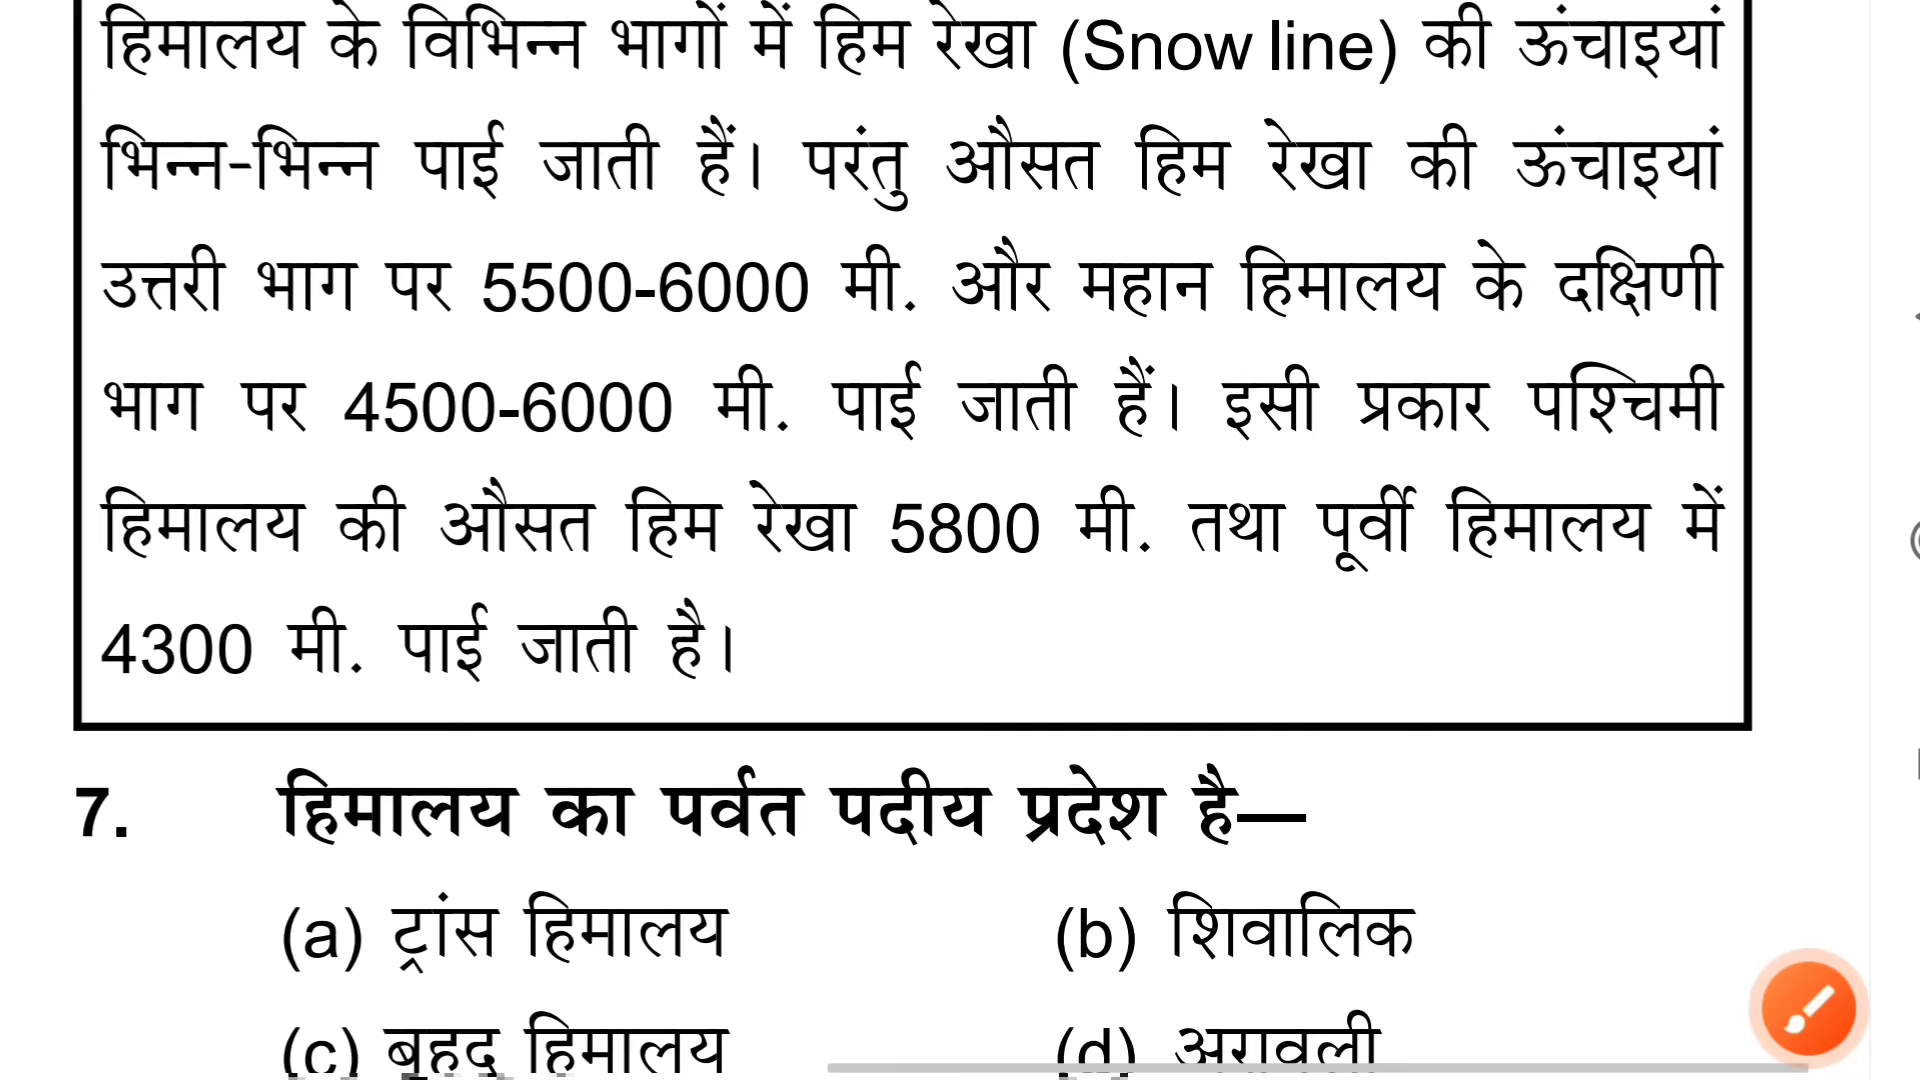 हिमालय के विभिन्न भागों में हिम रेखा (Snow line) की ऊंचाइयां
भिन्न-भिन्न पाई जाती हैं। परंतु औसत हिम रेखा की ऊंचाइयां
उत्तरी भाग पर 5500-6000 मी. और महान हिमालय के दक्षिणी
भाग पर 4500-6000 मी. पाई जाती हैं। इसी प्रकार पश्चिमी
हिमालय की औसत हिम रेखा 5800 मी. तथा पूर्वी हिमालय में
4300 मी. पाई जाती है।
7. हिमालय का पर्वत पदीय प्रदेश है—
(a) ट्रांस हिमालय (b) शिवालिक
(c) बृहद् हिमालय (d) अरावली